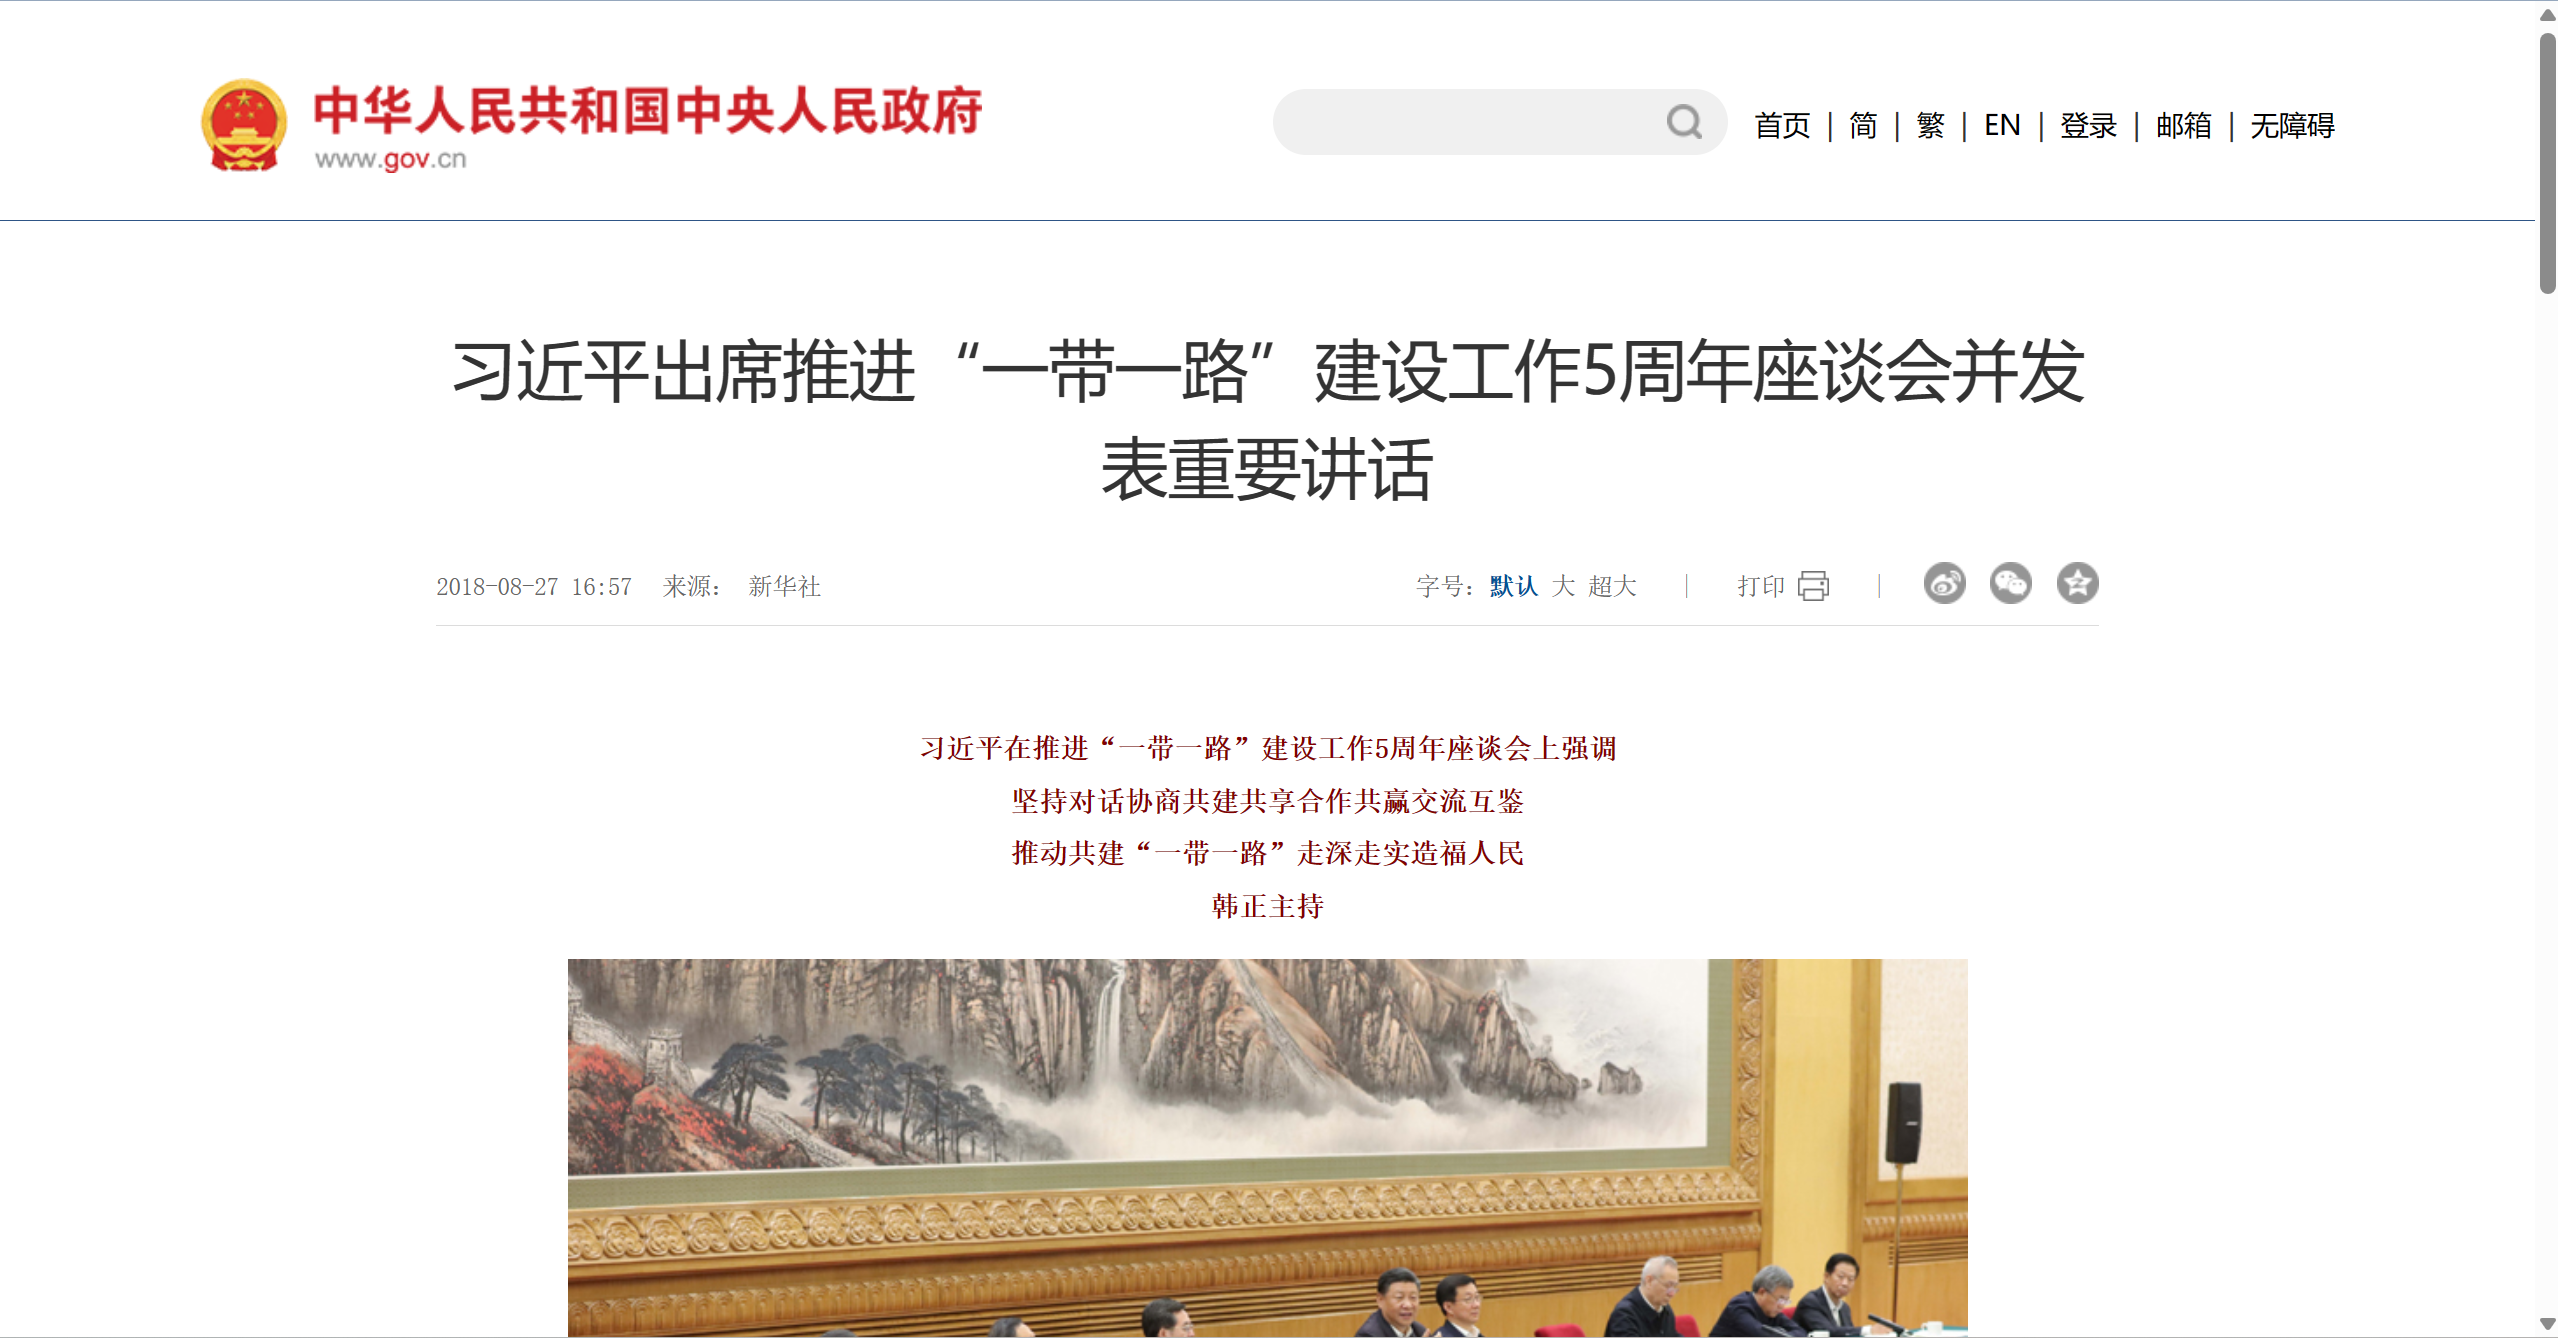 中华人民共和国中央人民政府
www.gov.cn
首页 | 简 | 繁 | EN | 登录 | 邮箱 | 无障碍
习近平出席推进“一带一路”建设工作5周年座谈会并发
表重要讲话
2018-08-27 16:57 来源： 新华社
字号：默认 大 超大 | 打印 |
习近平在推进“一带一路”建设工作5周年座谈会上强调
坚持对话协商共建共享合作共赢交流互鉴
推动共建“一带一路”走深走实造福人民
韩正主持